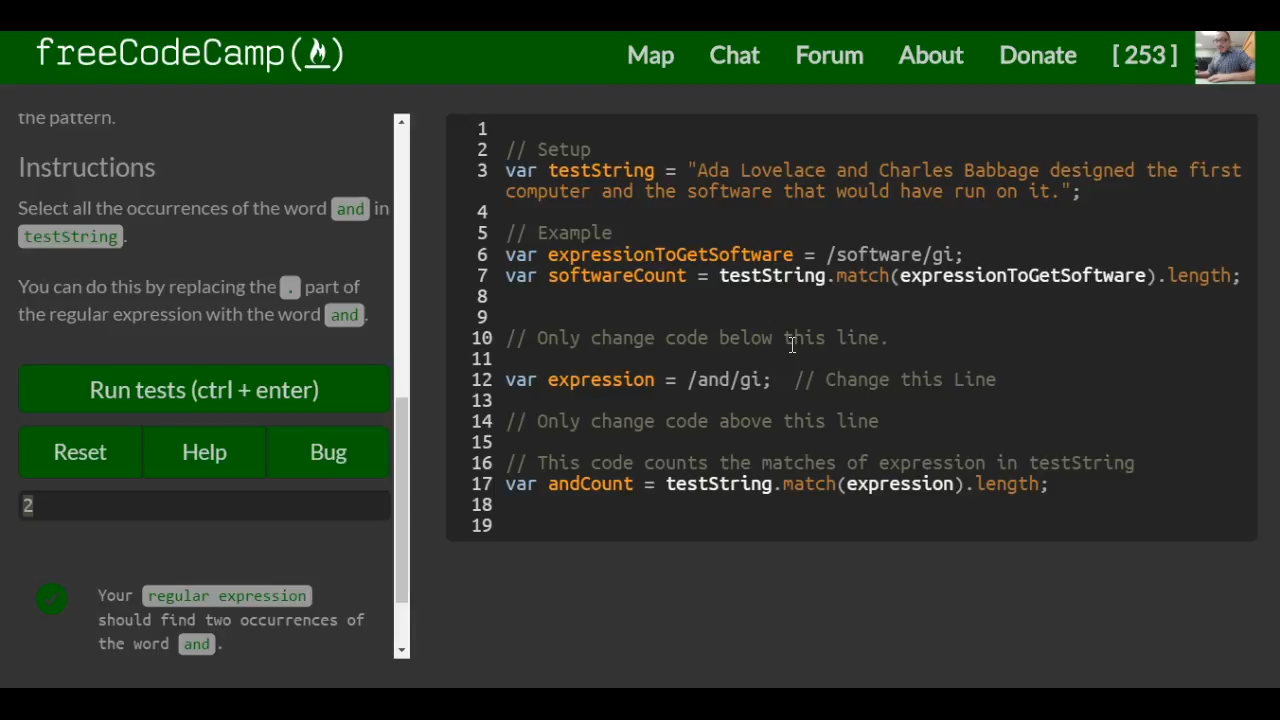 freeCodeCamp(🔥)
Map Chat Forum About Donate [ 253 ]
the pattern.
Instructions
Select all the occurrences of the word and in
testString.
You can do this by replacing the . part of
the regular expression with the word and.
Run tests (ctrl + enter)
Reset Help Bug
2
Your regular expression
should find two occurrences of
the word and.
1
2 // Setup
3 var testString = "Ada Lovelace and Charles Babbage designed the first
computer and the software that would have run on it.";
4
5 // Example
6 var expressionToGetSoftware = /software/gi;
7 var softwareCount = testString.match(expressionToGetSoftware).length;
8
9
10 // Only change code below this line.
11
12 var expression = /and/gi;  // Change this Line
13
14 // Only change code above this line
15
16 // This code counts the matches of expression in testString
17 var andCount = testString.match(expression).length;
18
19